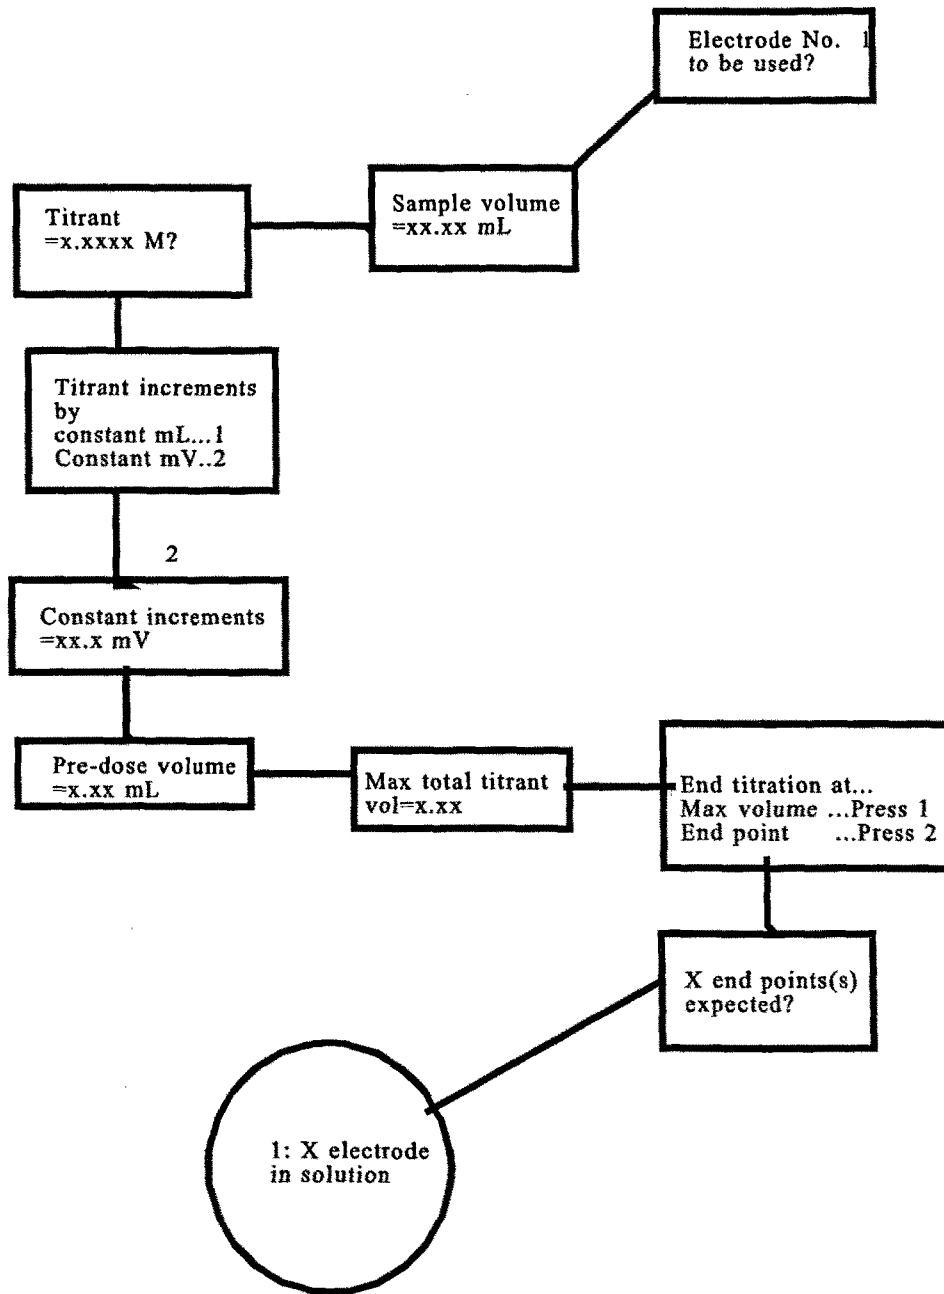 Electrode No. 1
to be used?
Sample volume
=xx.xx mL
Titrant
=x.xxxx M?
Titrant increments
by
constant mL...1
Constant mV..2
2
Constant increments
=xx.x mV
Pre-dose volume
=x.xx mL
Max total titrant
vol=x.xx
End titration at...
Max volume ...Press 1
End point ...Press 2
X end points(s)
expected?
1: X electrode
in solution